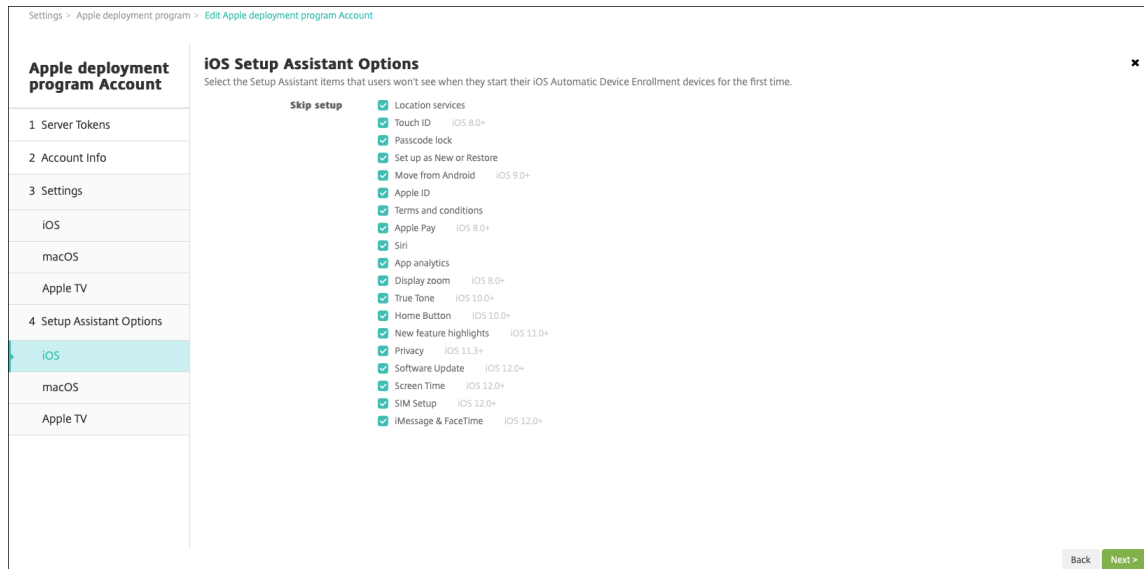 Settings > Apple deployment program > Edit Apple deployment program Account
Apple deployment
program Account
1 Server Tokens
2 Account Info
3 Settings
iOS
macOS
Apple TV
4 Setup Assistant Options
iOS
macOS
Apple TV
iOS Setup Assistant Options
Select the Setup Assistant items that users won't see when they start their iOS Automatic Device Enrollment devices for the first time.
Skip setup
Location services
Touch ID iOS 8.0+
Passcode lock
Set up as New or Restore
Move from Android iOS 9.0+
Apple ID
Terms and conditions
Apple Pay iOS 8.0+
Siri
App analytics
Display zoom iOS 8.0+
True Tone iOS 10.0+
Home Button iOS 10.0+
New feature highlights iOS 11.0+
Privacy iOS 11.3+
Software Update iOS 12.0+
Screen Time iOS 12.0+
SIM Setup iOS 12.0+
iMessage & FaceTime iOS 12.0+
Back Next >